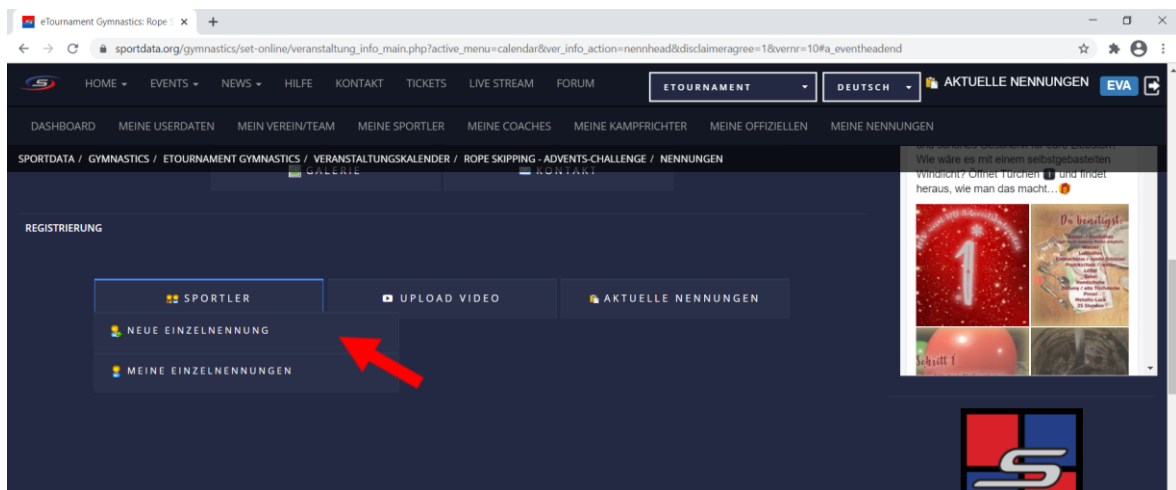 eTournament Gymnastics: Rope S
sportdata.org/gymnastics/set-online/veranstaltung_info_main.php?active_menu=calendar&ver_info_action=nennhead&disclaimeragree=1&vernr=10#a_eventheadend
HOME EVENTS NEWS HILFE KONTAKT TICKETS LIVE STREAM FORUM ETOURNAMENT DEUTSCH AKTUELLE NENNUNGEN EVA
DASHBOARD MEINE USERDATEN MEIN VEREIN/TEAM MEINE SPORTLER MEINE COACHES MEINE KAMPFRICHTER MEINE OFFIZIELLEN MEINE NENNUNGEN
SPORTDATA / GYMNASTICS / ETOURNAMENT GYMNASTICS / VERANSTALTUNGSKALENDER / ROPE SKIPPING - ADVENTS-CHALLENGE / NENNUNGEN
GALERIE KONTAKT
Wie wäre es mit einem selbstgebastelten
Windlicht? Öffnet Türchen 1 und findet
heraus, wie man das macht...
REGISTRIERUNG
SPORTLER UPLOAD VIDEO AKTUELLE NENNUNGEN
NEUE EINZELNENNUNG
MEINE EINZELNENNUNGEN
1
Du benötigst:
Schritt 1
S